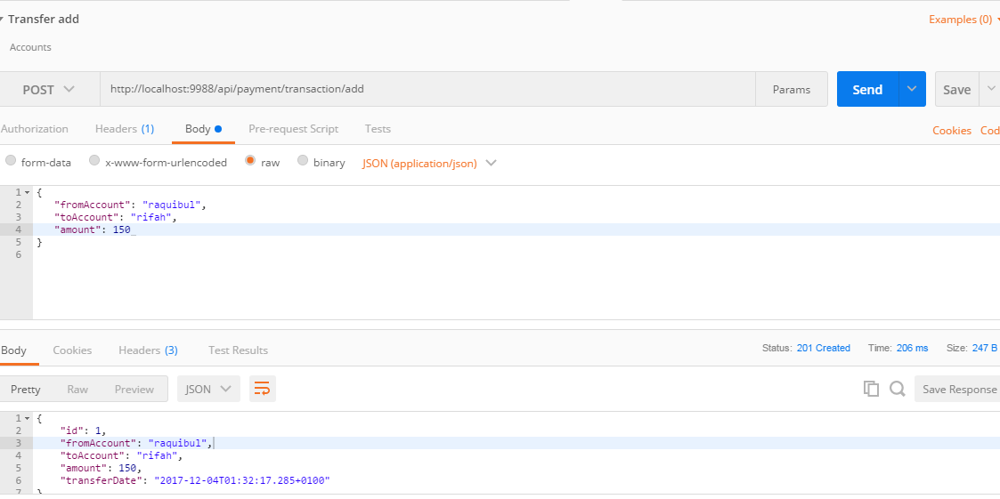 Transfer add
Examples (0)
Accounts
POST http://localhost:9988/api/payment/transaction/add Params Send Save
Authorization Headers (1) Body Pre-request Script Tests Cookies Cod
form-data x-www-form-urlencoded raw binary JSON (application/json)
1 {
2 "fromAccount": "raquibul",
3 "toAccount": "rifah",
4 "amount": 150
5 }
6
Body Cookies Headers (3) Test Results Status: 201 Created Time: 206 ms Size: 247 B
Pretty Raw Preview JSON Save Response
1 {
2 "id": 1,
3 "fromAccount": "raquibul",
4 "toAccount": "rifah",
5 "amount": 150,
6 "transferDate": "2017-12-04T01:32:17.285+0100"
7 }